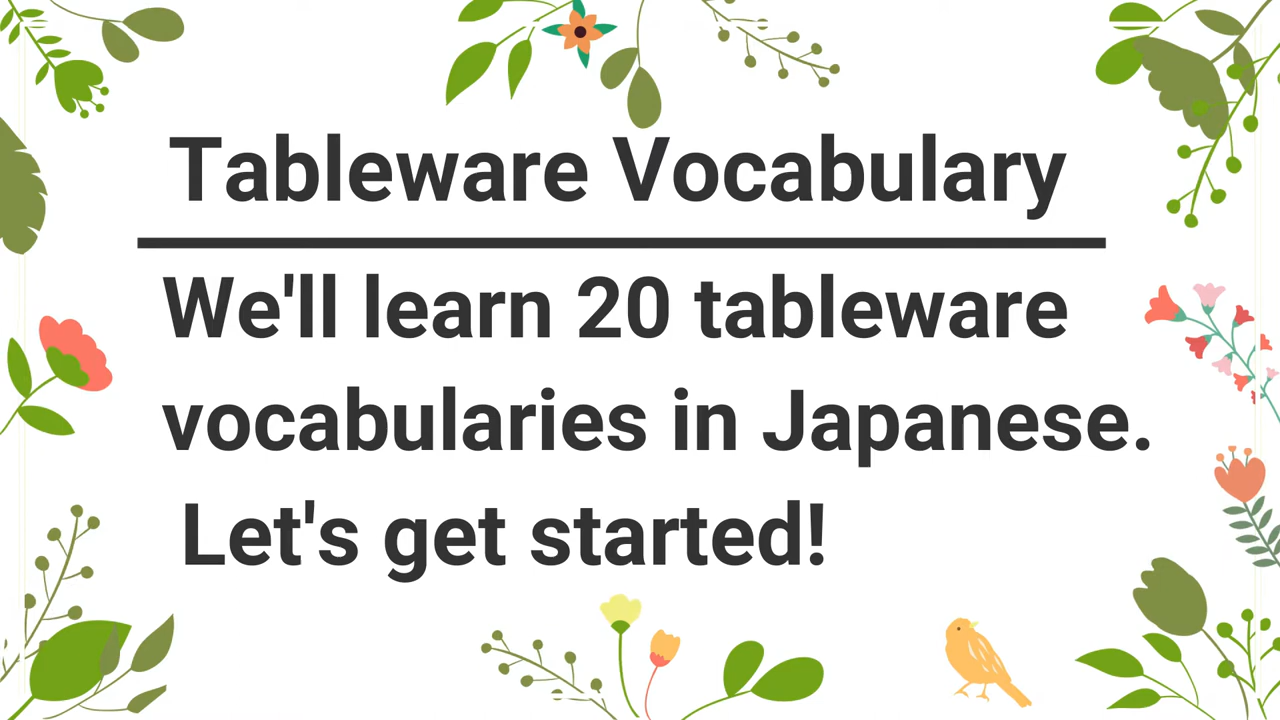 Tableware Vocabulary
We'll learn 20 tableware
vocabularies in Japanese.
Let's get started!